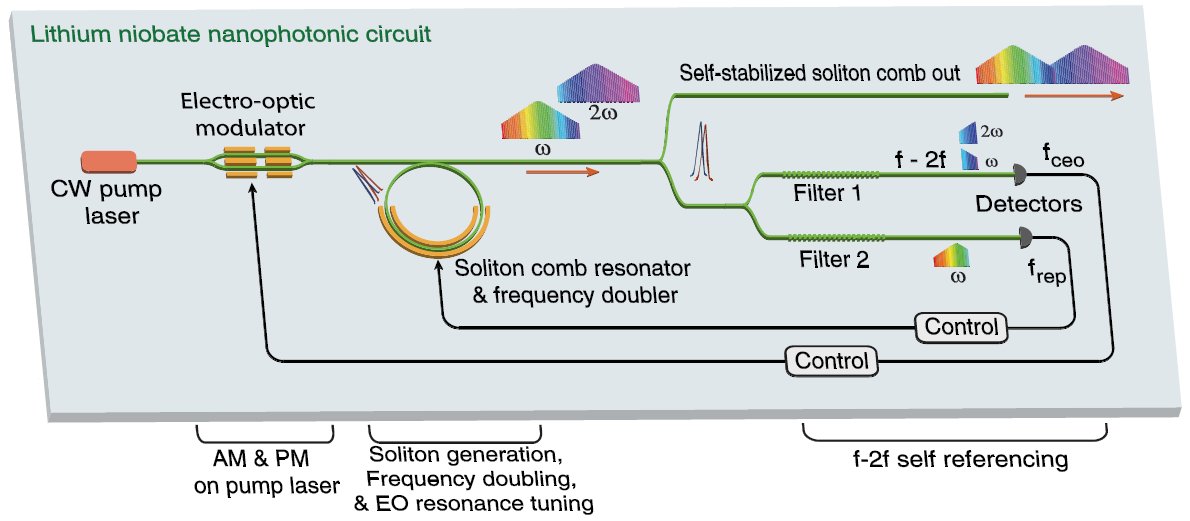 Lithium niobate nanophotonic circuit
Self-stabilized soliton comb out
Electro-optic
modulator
2ω
ω
CW pump
laser
f - 2f
2ω
ω
fceo
Filter 1
Detectors
Filter 2
ω
frep
Soliton comb resonator
& frequency doubler
Control
Control
AM & PM
on pump laser
Soliton generation,
Frequency doubling,
& EO resonance tuning
f-2f self referencing